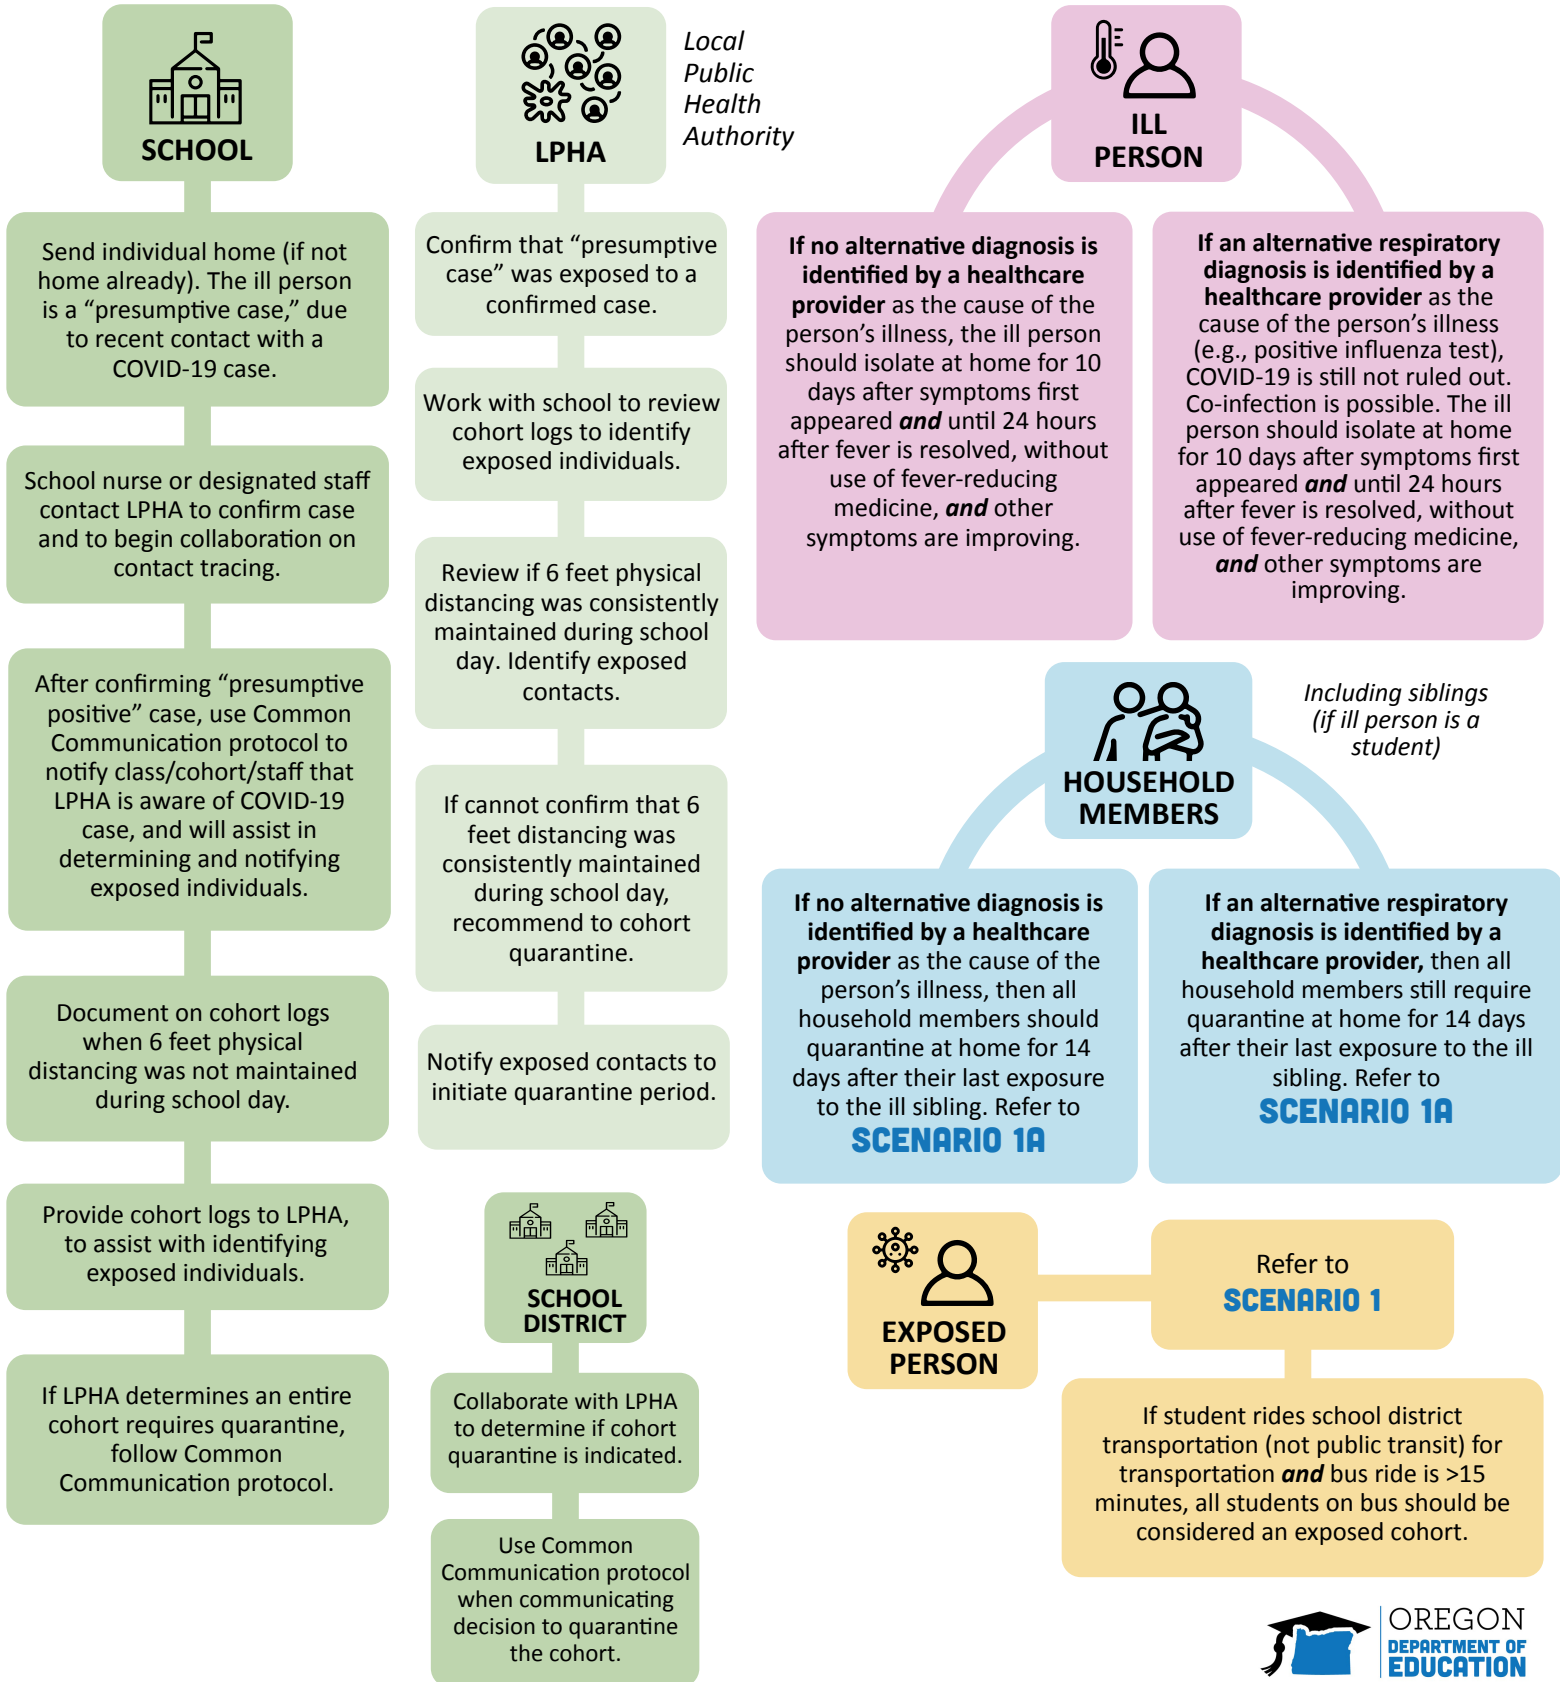 SCHOOL
Send individual home (if not
home already). The ill person
is a “presumptive case,” due
to recent contact with a
COVID-19 case.
School nurse or designated staff
contact LPHA to confirm case
and to begin collaboration on
contact tracing.
After confirming “presumptive
positive” case, use Common
Communication protocol to
notify class/cohort/staff that
LPHA is aware of COVID-19
case, and will assist in
determining and notifying
exposed individuals.
Document on cohort logs
when 6 feet physical
distancing was not maintained
during school day.
Provide cohort logs to LPHA,
to assist with identifying
exposed individuals.
If LPHA determines an entire
cohort requires quarantine,
follow Common
Communication protocol.
LPHA
Local
Public
Health
Authority
Confirm that “presumptive
case” was exposed to a
confirmed case.
Work with school to review
cohort logs to identify
exposed individuals.
Review if 6 feet physical
distancing was consistently
maintained during school
day. Identify exposed
contacts.
If cannot confirm that 6
feet distancing was
consistently maintained
during school day,
recommend to cohort
quarantine.
Notify exposed contacts to
initiate quarantine period.
SCHOOL
DISTRICT
Collaborate with LPHA
to determine if cohort
quarantine is indicated.
Use Common
Communication protocol
when communicating
decision to quarantine
the cohort.
ILL
PERSON
If no alternative diagnosis is
identified by a healthcare
provider as the cause of the
person’s illness, the ill person
should isolate at home for 10
days after symptoms first
appeared and until 24 hours
after fever is resolved, without
use of fever-reducing
medicine, and other
symptoms are improving.
If an alternative respiratory
diagnosis is identified by a
healthcare provider as the
cause of the person’s illness
(e.g., positive influenza test),
COVID-19 is still not ruled out.
Co-infection is possible. The ill
person should isolate at home
for 10 days after symptoms first
appeared and until 24 hours
after fever is resolved, without
use of fever-reducing medicine,
and other symptoms are
improving.
HOUSEHOLD
MEMBERS
Including siblings
(if ill person is a
student)
If no alternative diagnosis is
identified by a healthcare
provider as the cause of the
person’s illness, then all
household members should
quarantine at home for 14
days after their last exposure
to the ill sibling. Refer to
SCENARIO 1A
If an alternative respiratory
diagnosis is identified by a
healthcare provider, then all
household members still require
quarantine at home for 14 days
after their last exposure to the ill
sibling. Refer to
SCENARIO 1A
EXPOSED
PERSON
Refer to
SCENARIO 1
If student rides school district
transportation (not public transit) for
transportation and bus ride is >15
minutes, all students on bus should be
considered an exposed cohort.
OREGON
DEPARTMENT OF
EDUCATION